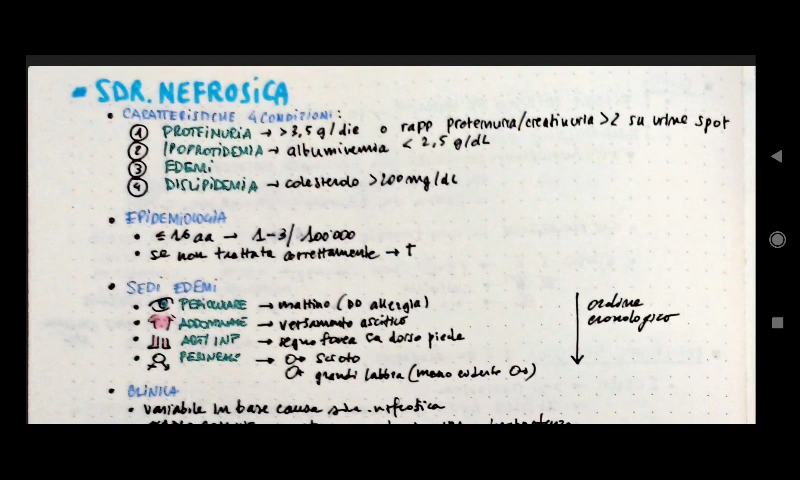 SDR. NEFROSICA
• CARATTERISTICHE 4 CONDIZIONI:
① PROTEINURIA → >3,5 g/die o rapp proteinuria/creatinuria >2 su urine spot
② IPOPROTIDEMIA → albuminemia < 2,5 g/dL
③ EDEMI
④ DISLIPIDEMIA → colesterolo >200 mg/dL
• EPIDEMIOLOGIA
• ≤ 16 aa → 1-3/100'000
• se non trattata correttamente → †
• SEDI EDEMI
• PERIOCULARE → mattino (DD allergia)
• ADDOMINALE → versamento ascitico
• ARTI INF → segno fovea su dorso piede
• PERINEALE → ♂ scroto
♀ grandi labbra (meno evidente ♂)
ordine
cronologico
• CLINICA
• variabile in base causa sdr. nefrosica